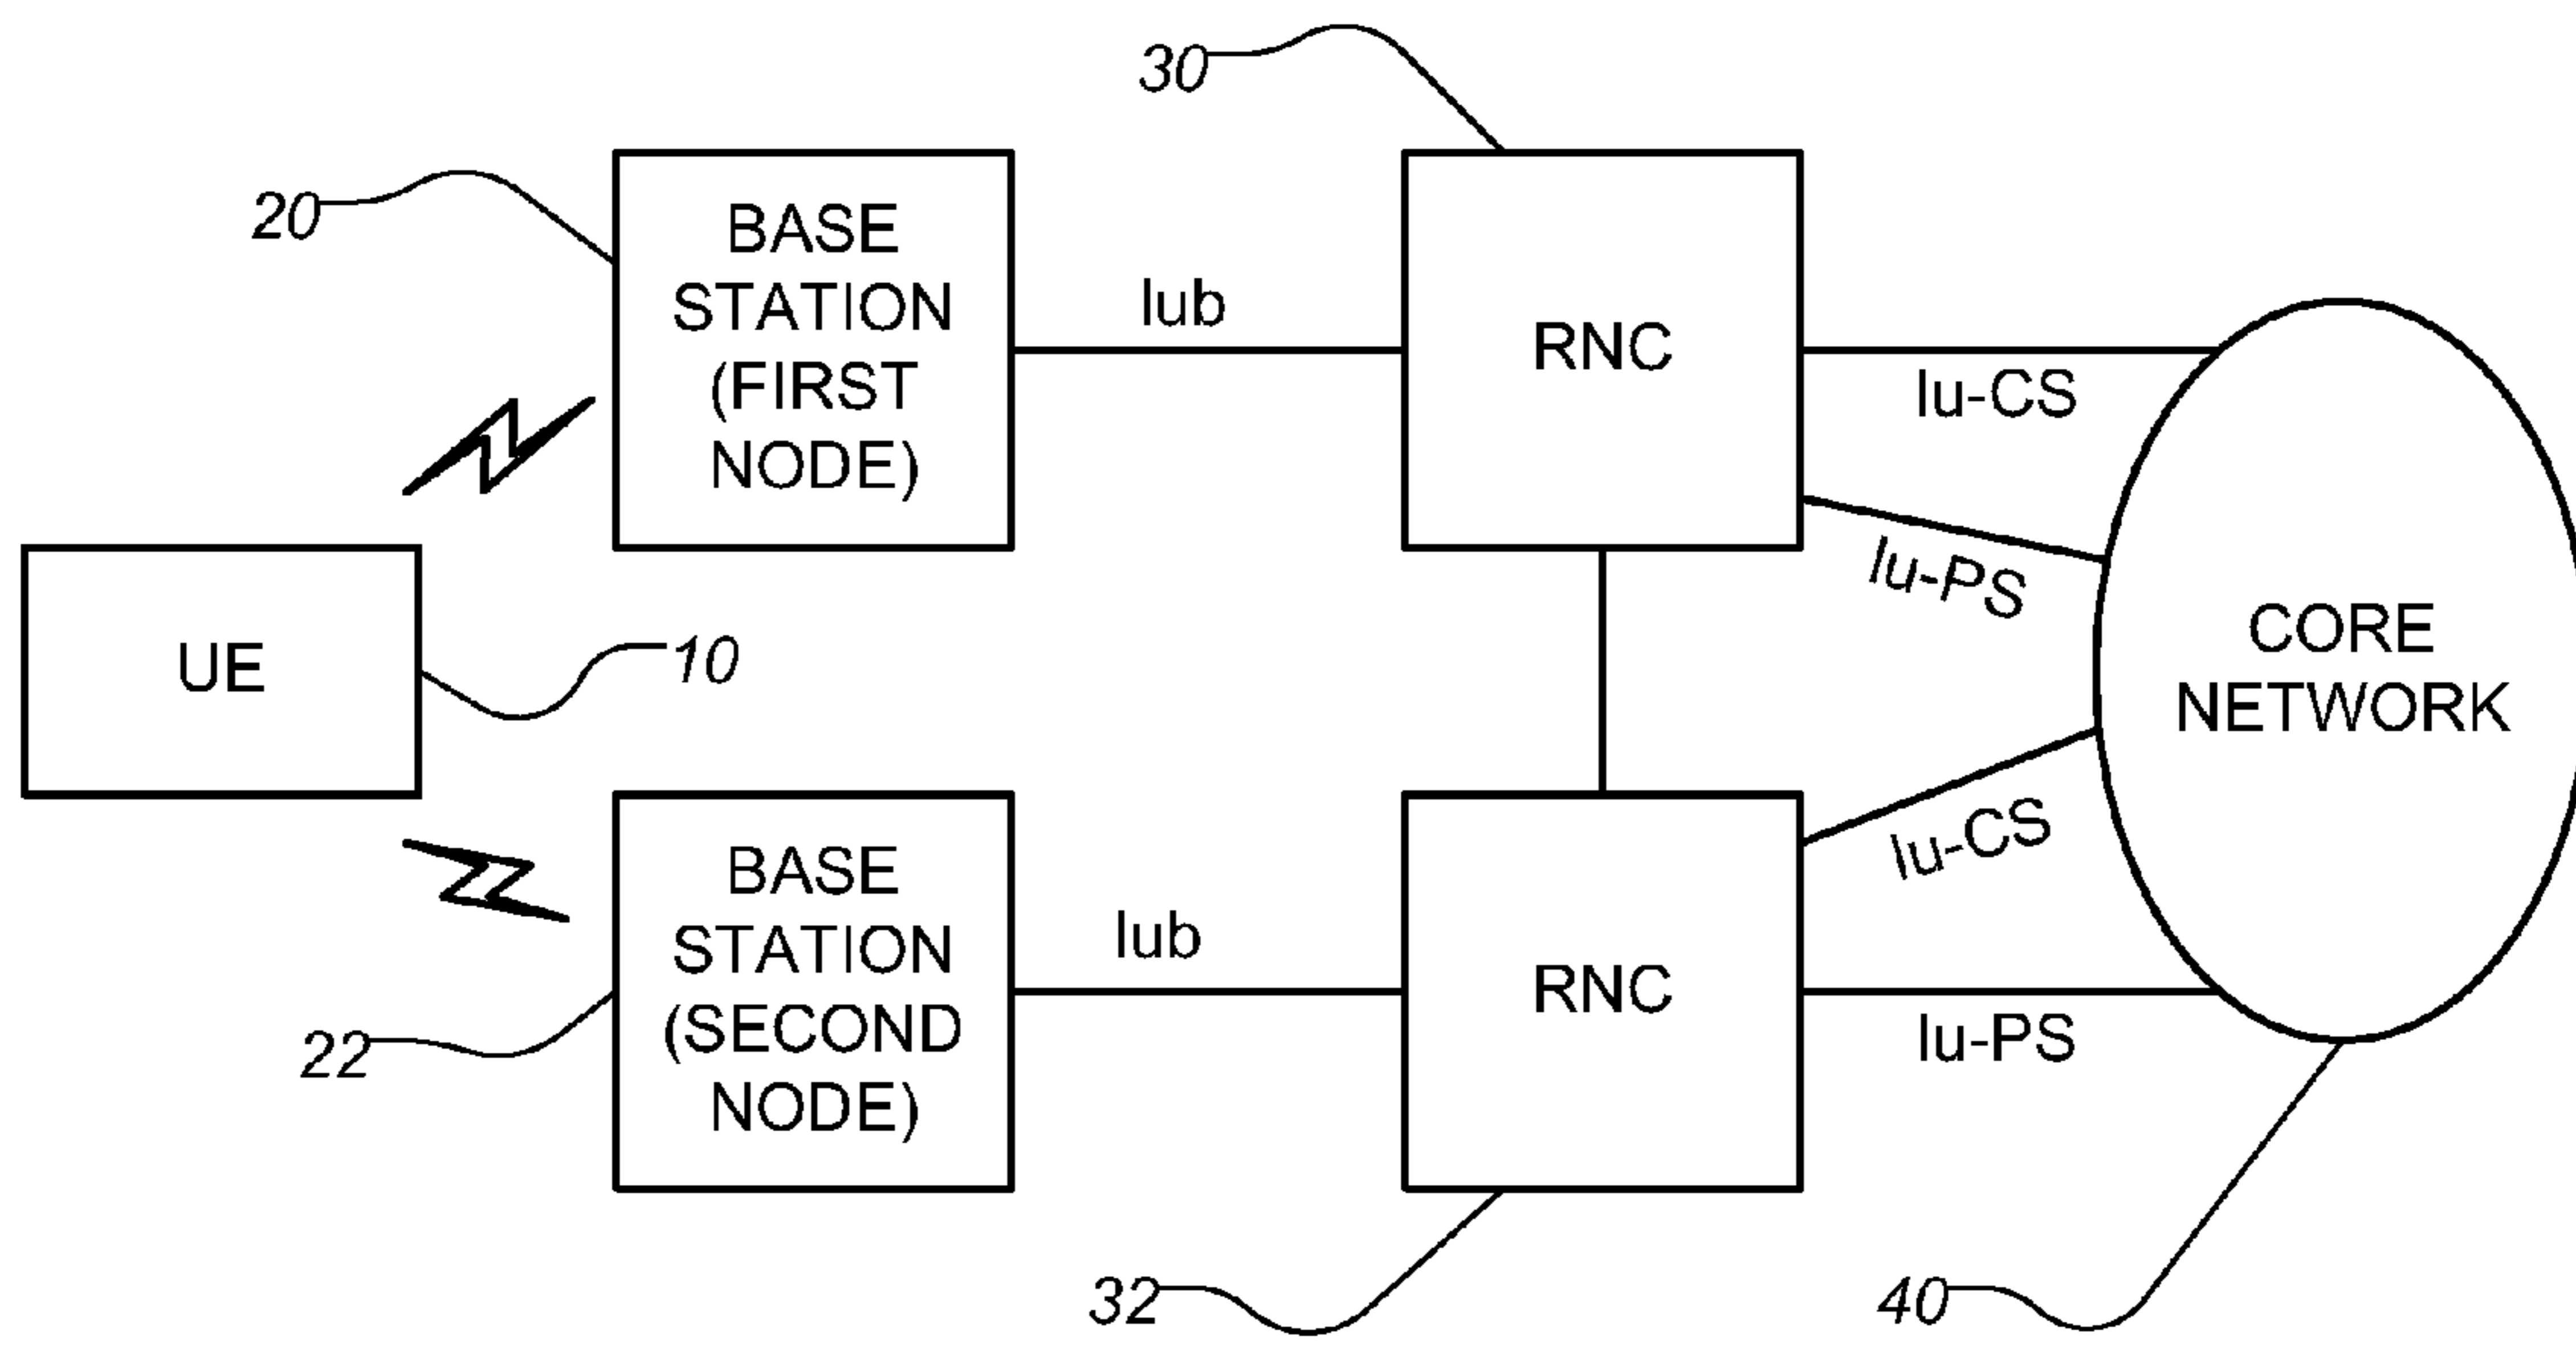 30
20
BASE
STATION
(FIRST
NODE)
Iub
RNC
Iu-CS
Iu-PS
UE
10
CORE
NETWORK
BASE
STATION
(SECOND
NODE)
22
Iub
RNC
Iu-CS
Iu-PS
32
40